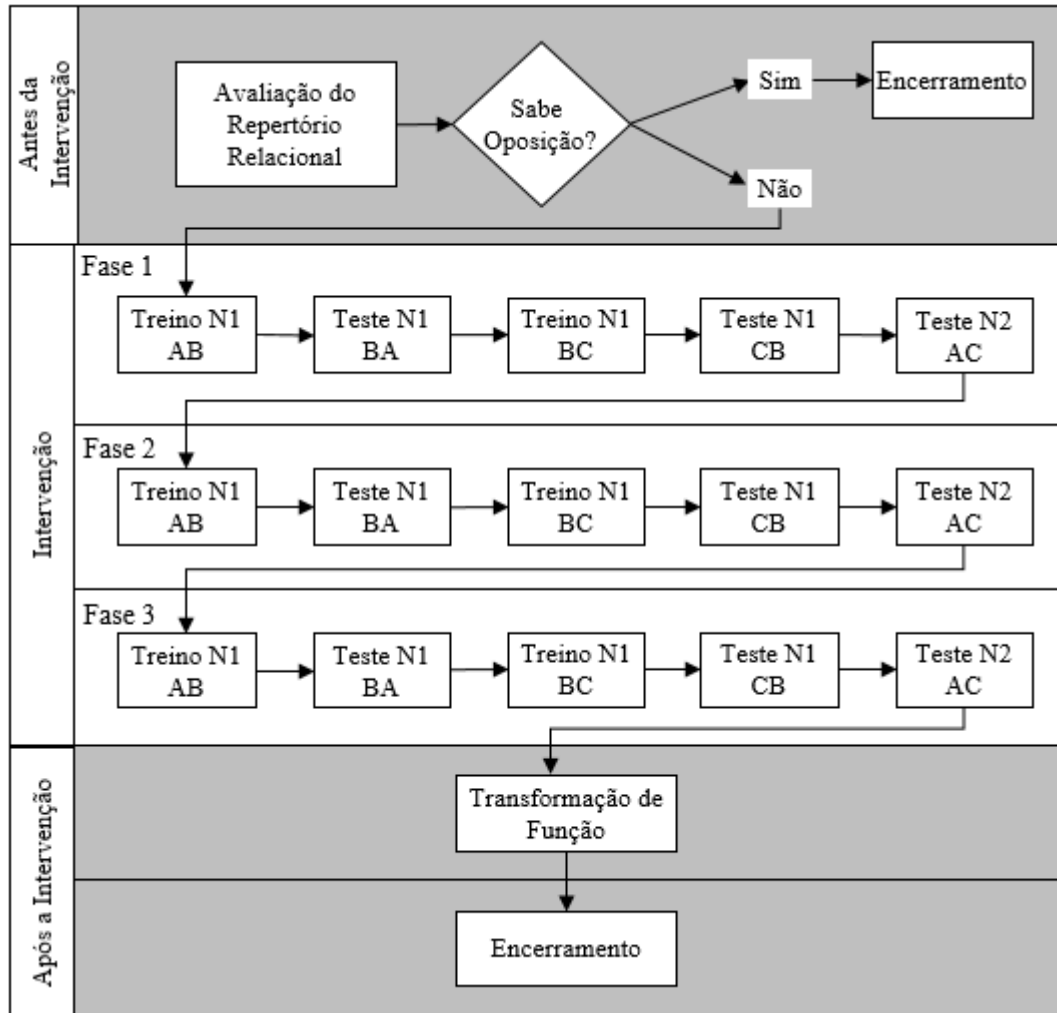 Antes da
Intervenção
Avaliação do
Repertório
Relacional
Sabe
Oposição?
Sim
Encerramento
Não
Intervenção
Fase 1
Treino N1
AB
Teste N1
BA
Treino N1
BC
Teste N1
CB
Teste N2
AC
Fase 2
Treino N1
AB
Teste N1
BA
Treino N1
BC
Teste N1
CB
Teste N2
AC
Fase 3
Treino N1
AB
Teste N1
BA
Treino N1
BC
Teste N1
CB
Teste N2
AC
Após a Intervenção
Transformação de
Função
Encerramento